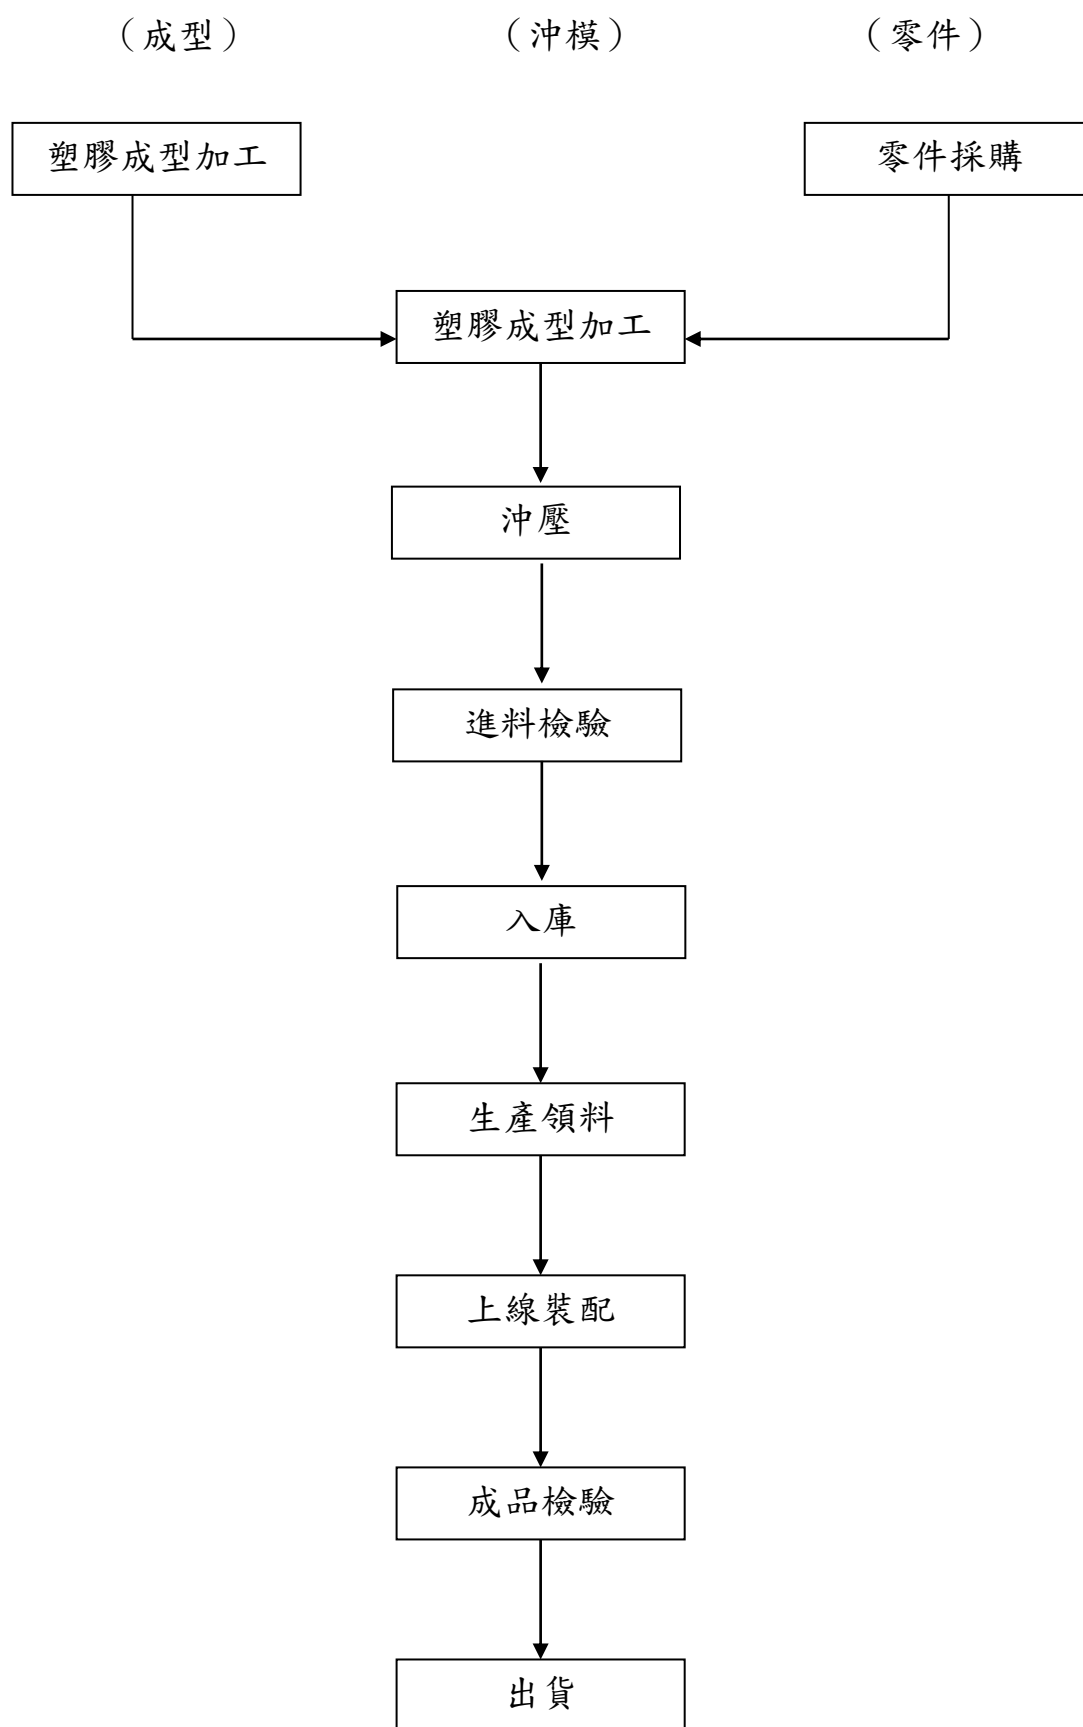 （成型）
（沖模）
（零件）
塑膠成型加工
零件採購
塑膠成型加工
沖壓
進料檢驗
入庫
生產領料
上線裝配
成品檢驗
出貨